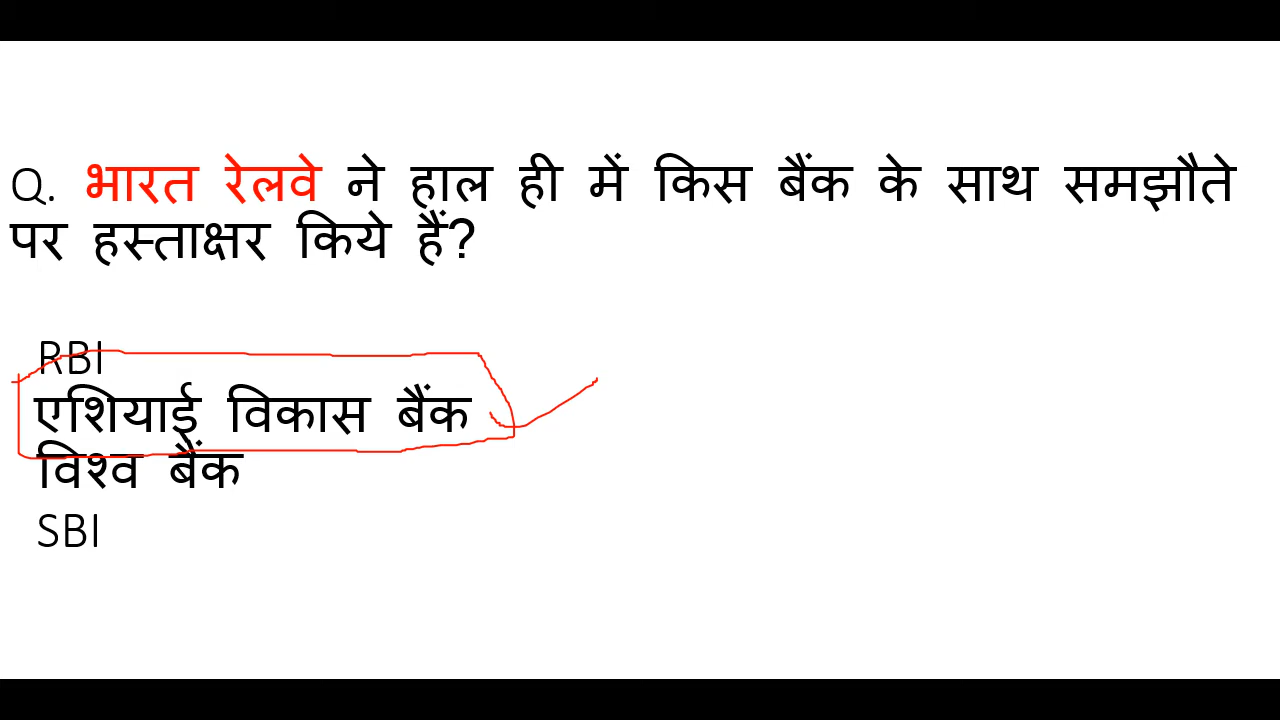 Q. भारत रेलवे ने हाल ही में किस बैंक के साथ समझौते
पर हस्ताक्षर किये हैं?
RBI
एशियाई विकास बैंक
विश्व बैंक
SBI